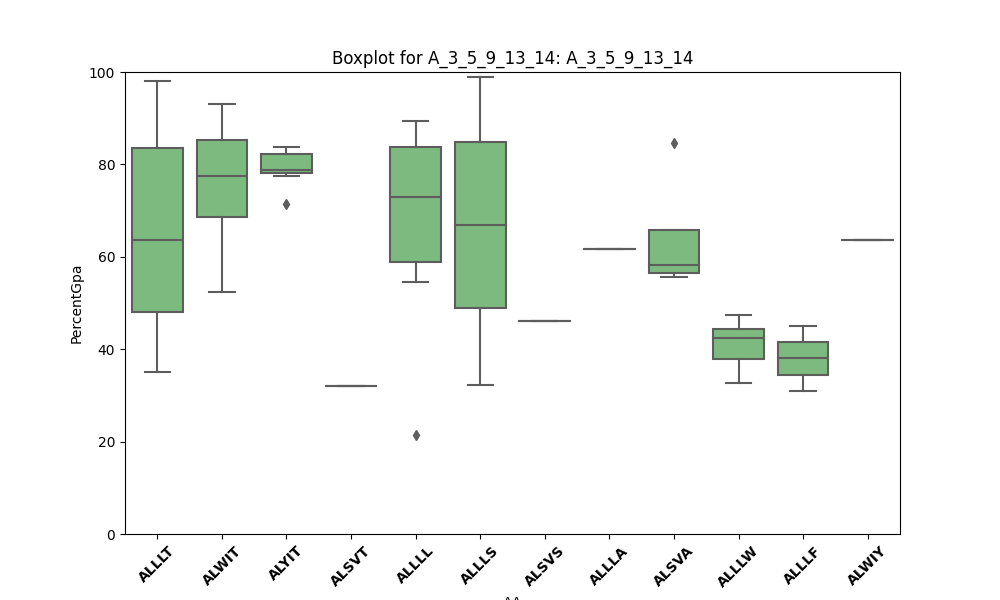 Boxplot for A_3_5_9_13_14: A_3_5_9_13_14
100
80
60
40
20
0
PercentGpa
ALLLT ALWIT ALYIT ALSVT ALLLL ALLLS ALSVS ALLLA ALSVA ALLLW ALLLF ALWIY